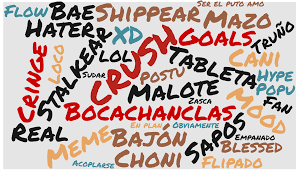 Ser el puto amo
Flow
Bae
Shippear
Mazo
Hater
XD
Crush
Goals
Truño
Cringe
Loco
Stalkear
LOL
Tableta
Cani
Sudar
Postu
Hype
Popu
Malote
Zasca
Mood
Fan
Bocachanclas
Real
Meme
En plan
Obviamente
Sapos
Empanado
Bajón
Blessed
Acoplarse
Choni
Flipado